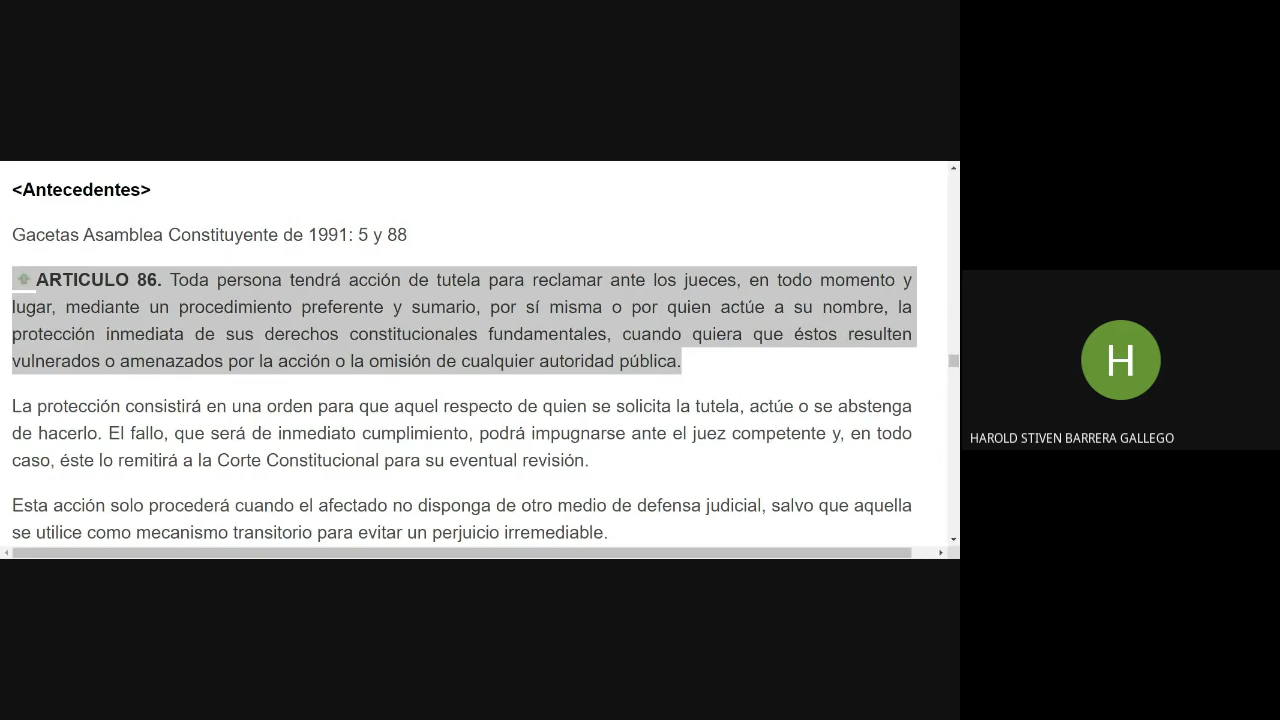 <Antecedentes>
Gacetas Asamblea Constituyente de 1991: 5 y 88
ARTICULO 86. Toda persona tendrá acción de tutela para reclamar ante los jueces, en todo momento y
lugar, mediante un procedimiento preferente y sumario, por sí misma o por quien actúe a su nombre, la
protección inmediata de sus derechos constitucionales fundamentales, cuando quiera que éstos resulten
vulnerados o amenazados por la acción o la omisión de cualquier autoridad pública.
La protección consistirá en una orden para que aquel respecto de quien se solicita la tutela, actúe o se abstenga
de hacerlo. El fallo, que será de inmediato cumplimiento, podrá impugnarse ante el juez competente y, en todo
caso, éste lo remitirá a la Corte Constitucional para su eventual revisión.
Esta acción solo procederá cuando el afectado no disponga de otro medio de defensa judicial, salvo que aquella
se utilice como mecanismo transitorio para evitar un perjuicio irremediable.
H
HAROLD STIVEN BARRERA GALLEGO